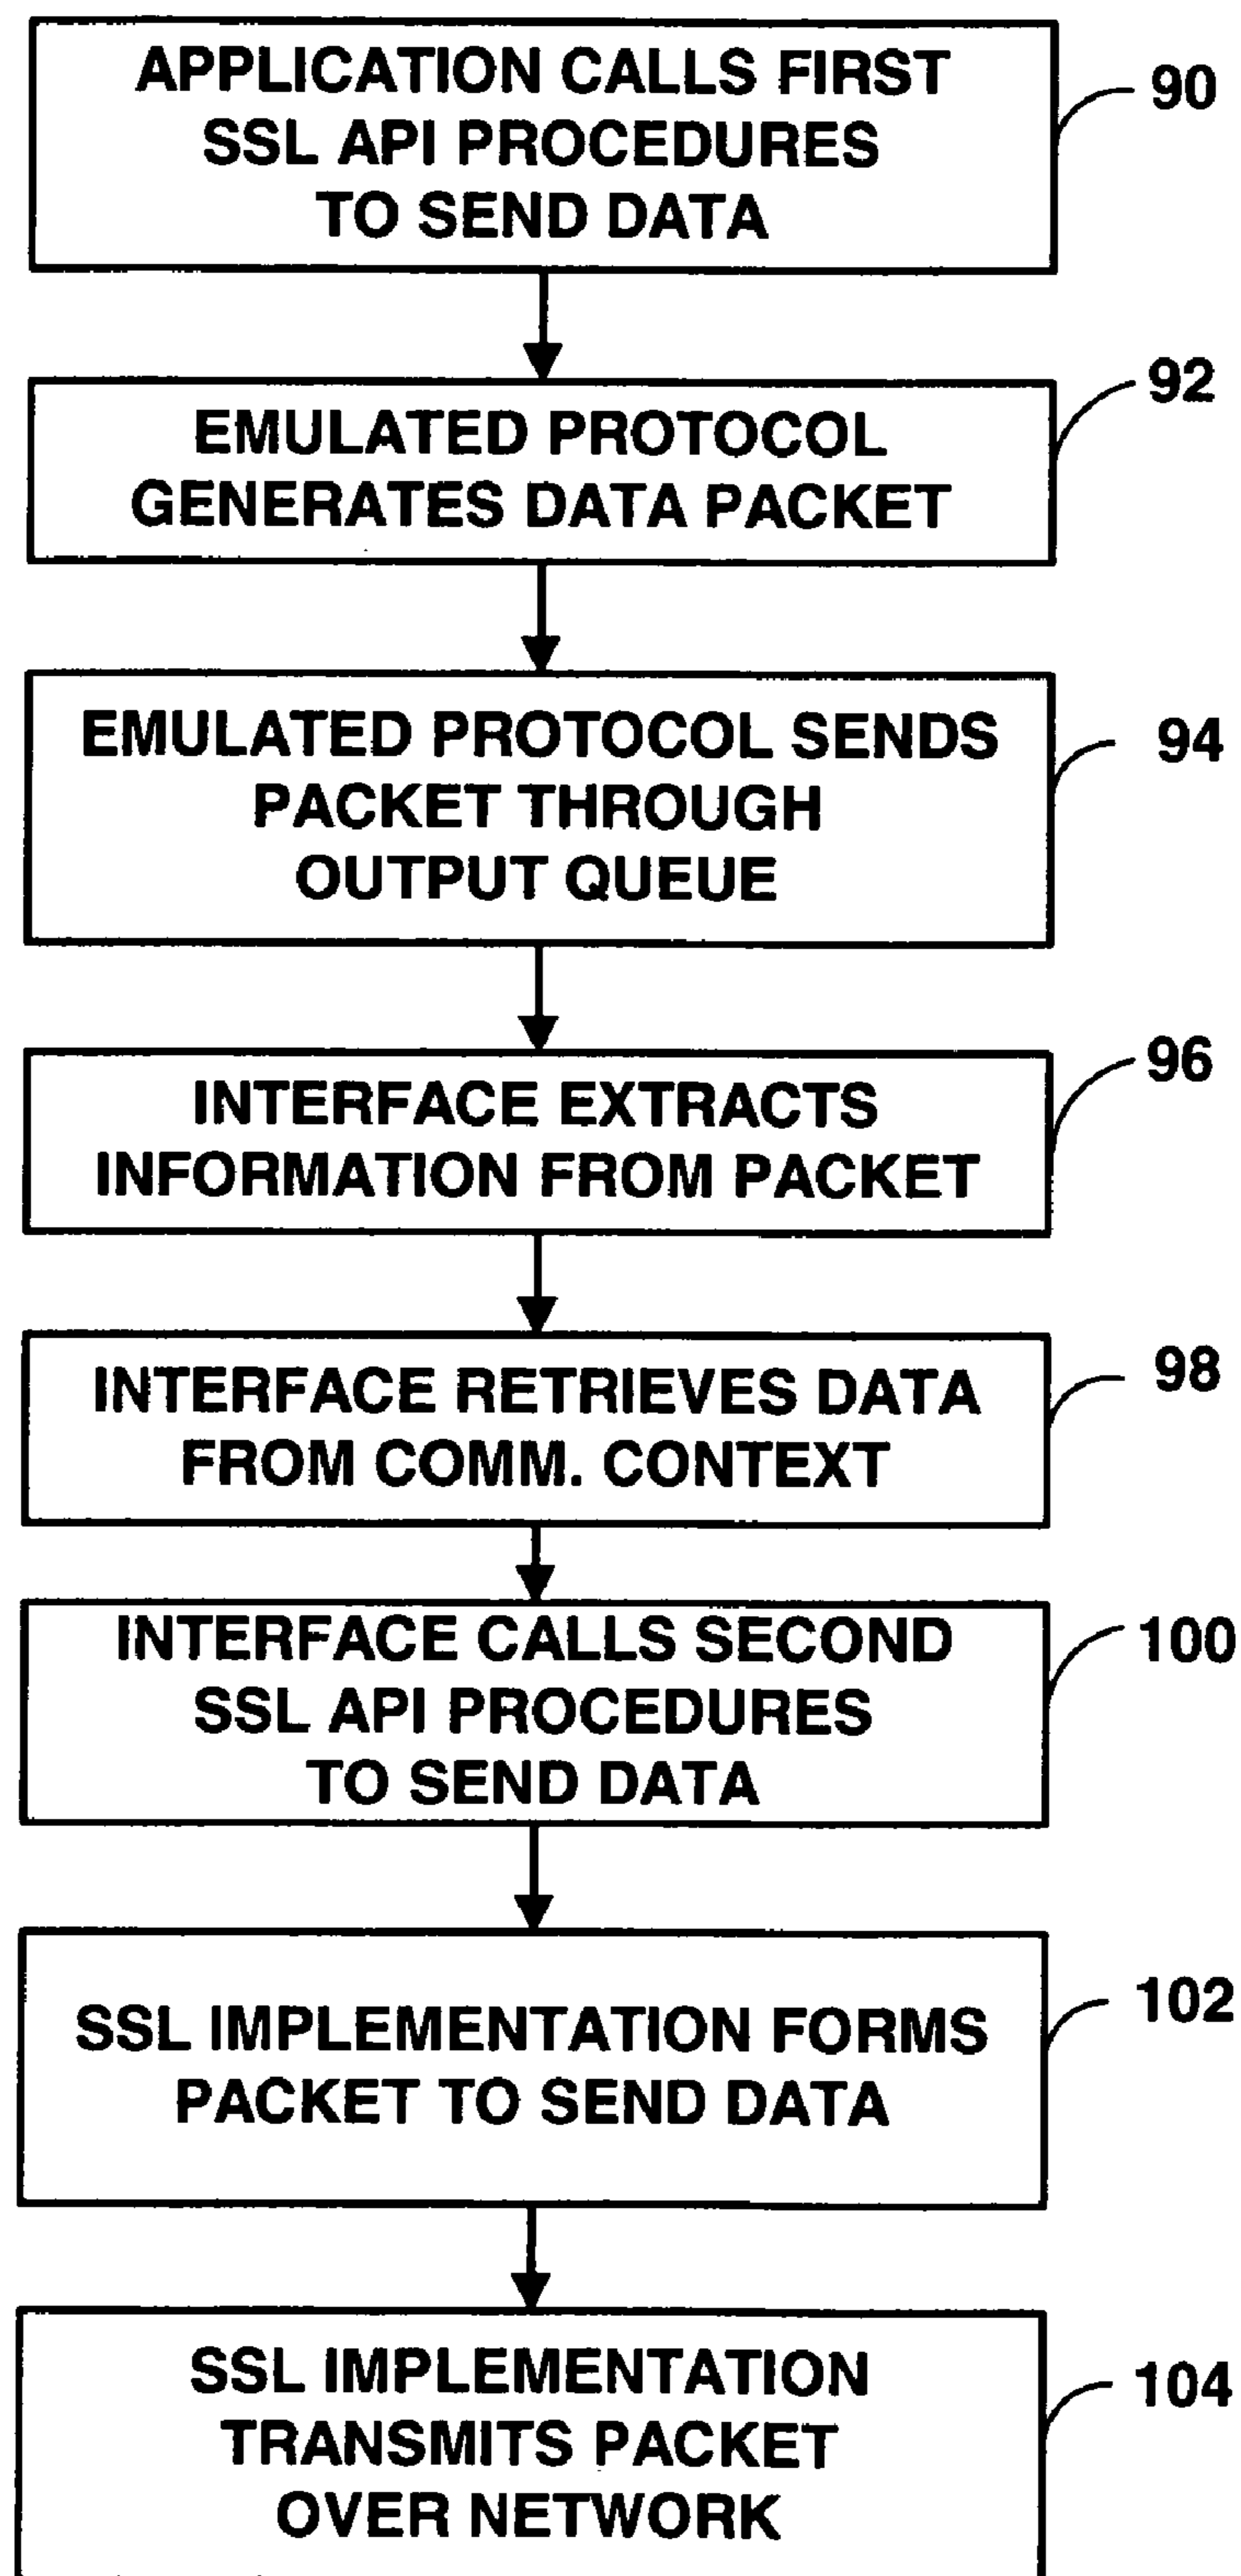 APPLICATION CALLS FIRST
SSL API PROCEDURES
TO SEND DATA
90
EMULATED PROTOCOL
GENERATES DATA PACKET
92
EMULATED PROTOCOL SENDS
PACKET THROUGH
OUTPUT QUEUE
94
INTERFACE EXTRACTS
INFORMATION FROM PACKET
96
INTERFACE RETRIEVES DATA
FROM COMM. CONTEXT
98
INTERFACE CALLS SECOND
SSL API PROCEDURES
TO SEND DATA
100
SSL IMPLEMENTATION FORMS
PACKET TO SEND DATA
102
SSL IMPLEMENTATION
TRANSMITS PACKET
OVER NETWORK
104